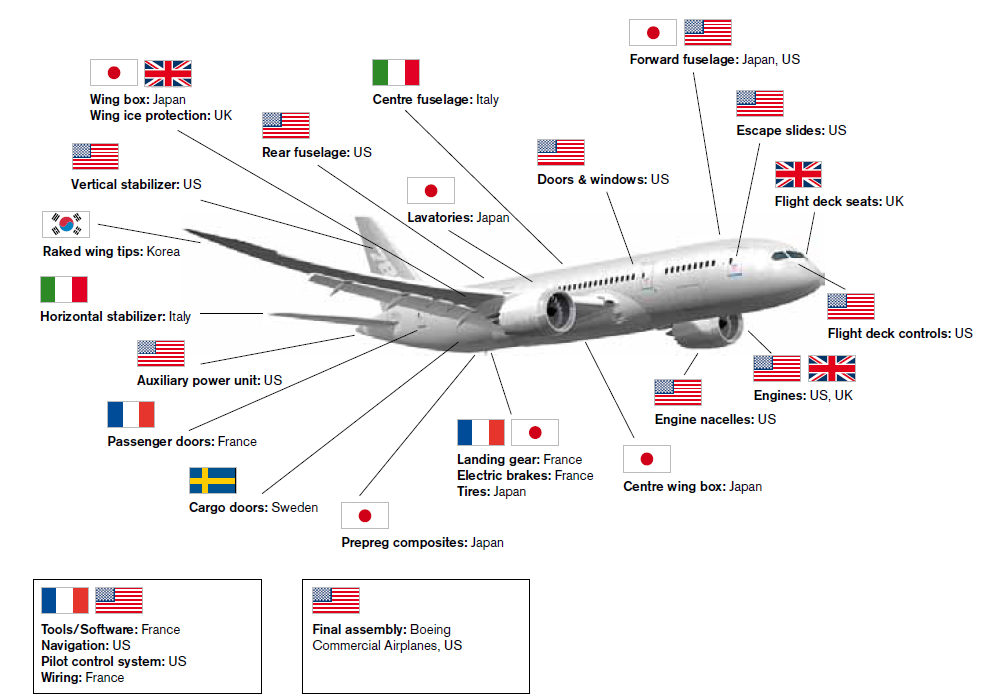 Forward fuselage: Japan, US
Wing box: Japan
Wing ice protection: UK
Centre fuselage: Italy
Escape slides: US
Rear fuselage: US
Doors & windows: US
Vertical stabilizer: US
Flight deck seats: UK
Lavatories: Japan
Raked wing tips: Korea
Horizontal stabilizer: Italy
Flight deck controls: US
Auxiliary power unit: US
Engines: US, UK
Engine nacelles: US
Passenger doors: France
Landing gear: France
Electric brakes: France
Tires: Japan
Centre wing box: Japan
Cargo doors: Sweden
Prepreg composites: Japan
Tools/Software: France
Navigation: US
Pilot control system: US
Wiring: France
Final assembly: Boeing
Commercial Airplanes, US